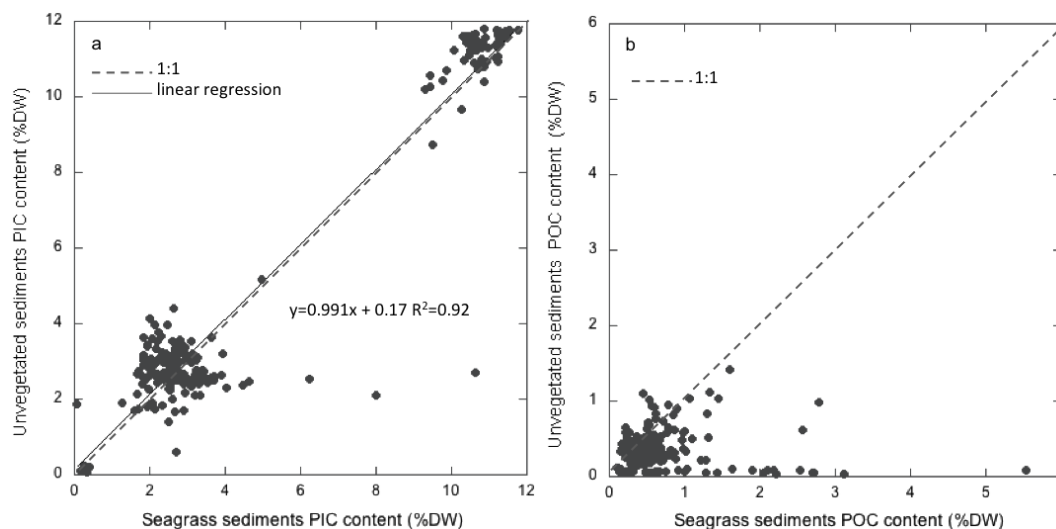 a
1:1
linear regression
y=0.991x + 0.17 R²=0.92
12
10
8
6
4
2
0
Unvegetated sediments PIC content (%DW)
0 2 4 6 8 10 12
Seagrass sediments PIC content (%DW)
b
1:1
6
5
4
3
2
1
0
Unvegetated sediments POC content (%DW)
0 1 2 3 4 5
Seagrass sediments POC content (%DW)